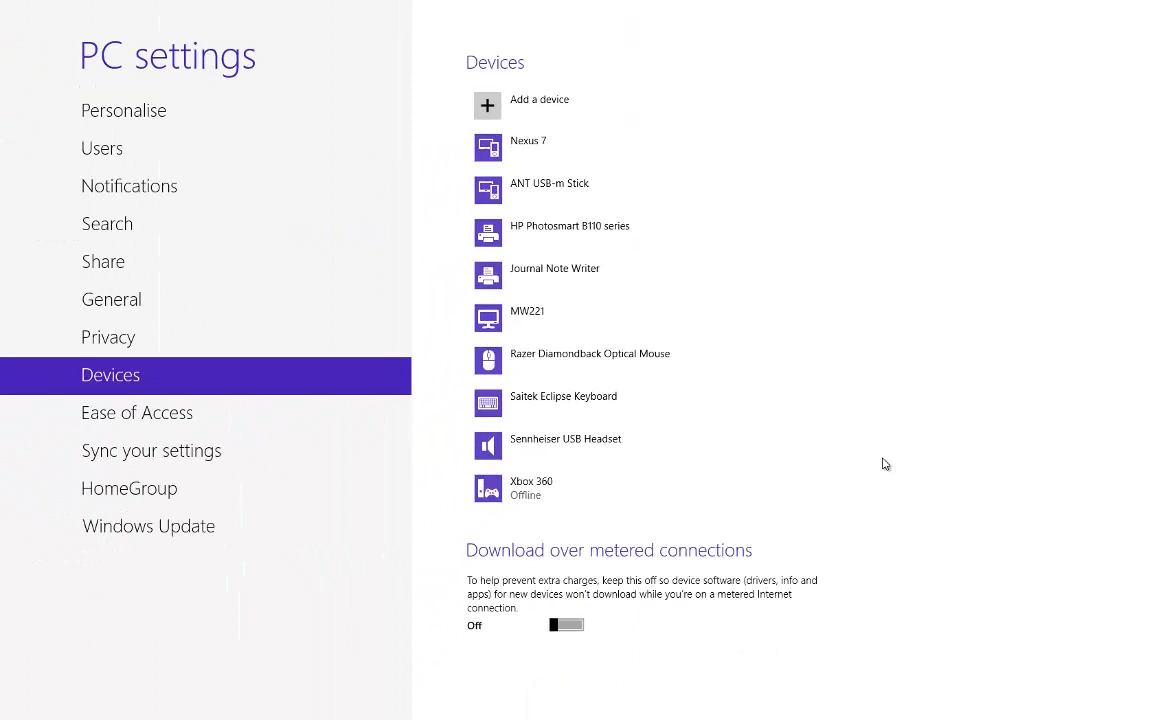 PC settings
Personalise
Users
Notifications
Search
Share
General
Privacy
Devices
Ease of Access
Sync your settings
HomeGroup
Windows Update
Devices
Add a device
Nexus 7
ANT USB-m Stick
HP Photosmart B110 series
Journal Note Writer
MW221
Razer Diamondback Optical Mouse
Saitek Eclipse Keyboard
Sennheiser USB Headset
Xbox 360
Offline
Download over metered connections
To help prevent extra charges, keep this off so device software (drivers, info and
apps) for new devices won't download while you're on a metered Internet
connection.
Off